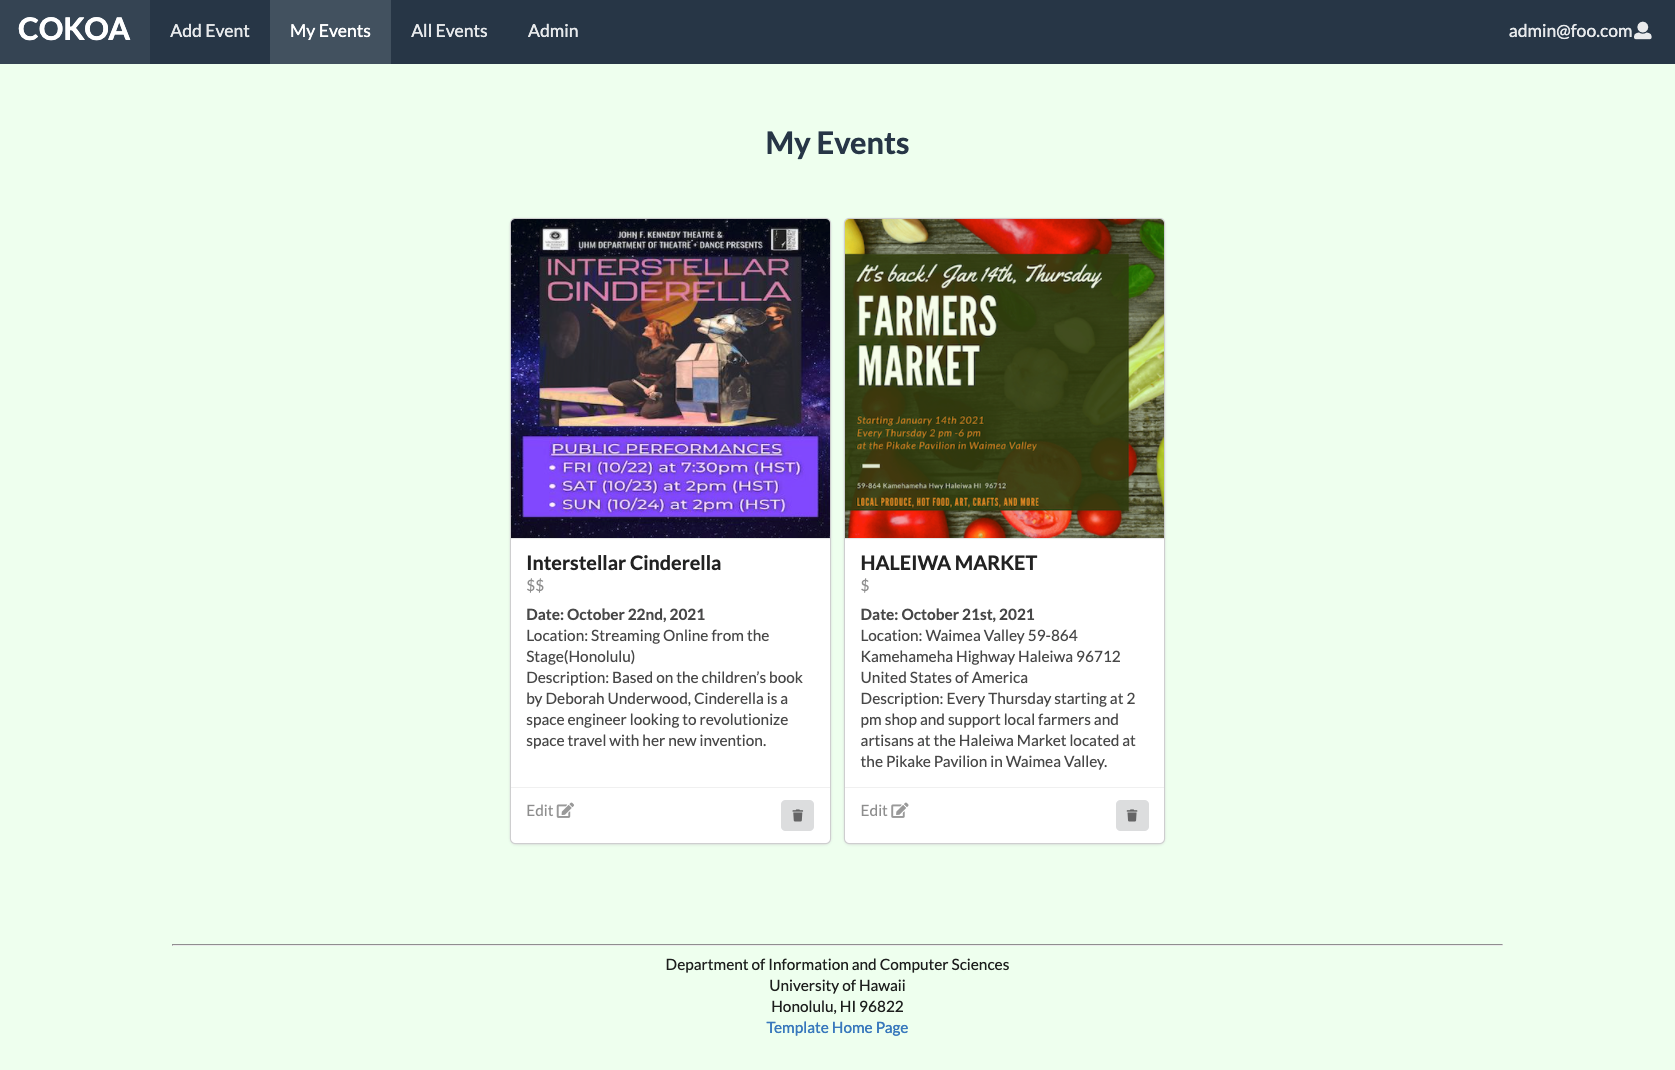 COKOA
Add Event
My Events
All Events
Admin
admin@foo.com
My Events
JOHN F. KENNEDY THEATRE &
UHM DEPARTMENT OF THEATRE + DANCE PRESENTS
INTERSTELLAR
CINDERELLA
PUBLIC PERFORMANCES
• FRI (10/22) at 7:30pm (HST)
• SAT (10/23) at 2pm (HST)
• SUN (10/24) at 2pm (HST)
Interstellar Cinderella
$$
Date: October 22nd, 2021
Location: Streaming Online from the
Stage(Honolulu)
Description: Based on the children’s book
by Deborah Underwood, Cinderella is a
space engineer looking to revolutionize
space travel with her new invention.
Edit
It's back! Jan 14th, Thursday
FARMERS
MARKET
Starting January 14th 2021
Every Thursday 2 pm -6 pm
at the Pikake Pavilion in Waimea Valley
59-864 Kamehameha Hwy Haleiwa HI 96712
LOCAL PRODUCE, HOT FOOD, ART, CRAFTS, AND MORE
HALEIWA MARKET
$
Date: October 21st, 2021
Location: Waimea Valley 59-864
Kamehameha Highway Haleiwa 96712
United States of America
Description: Every Thursday starting at 2
pm shop and support local farmers and
artisans at the Haleiwa Market located at
the Pikake Pavilion in Waimea Valley.
Edit
Department of Information and Computer Sciences
University of Hawaii
Honolulu, HI 96822
Template Home Page